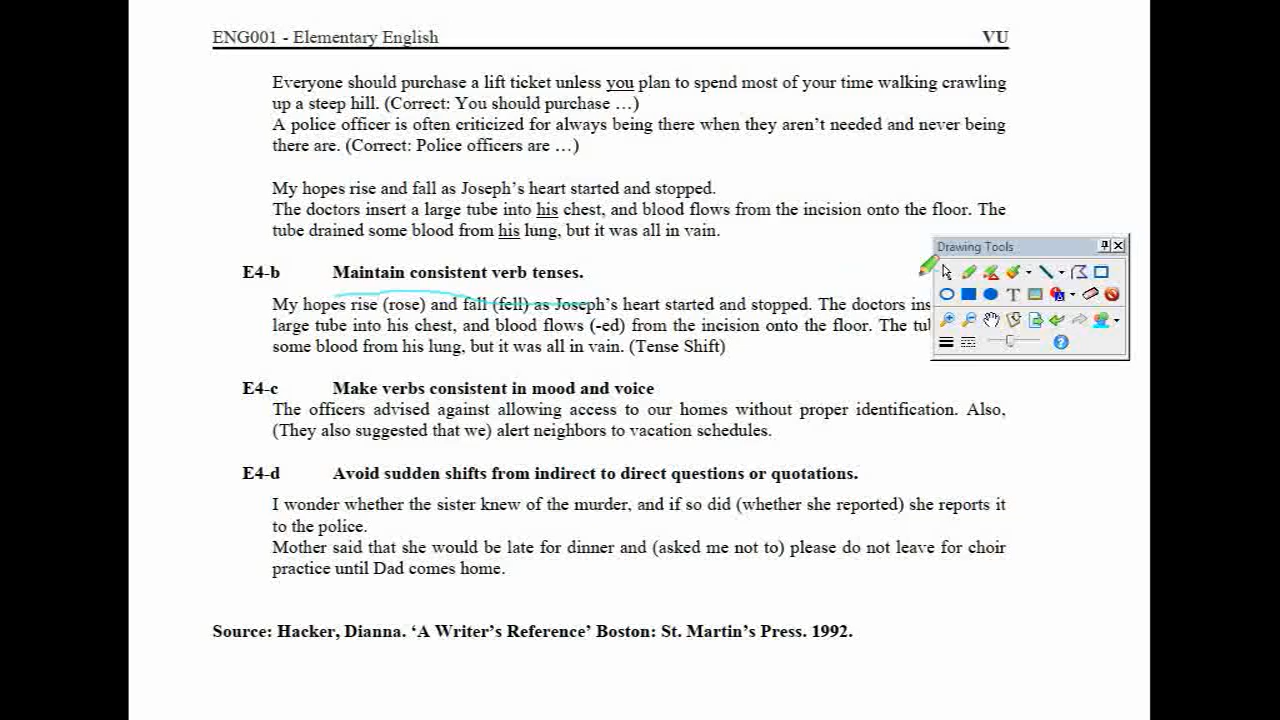 ENG001 - Elementary English VU
Everyone should purchase a lift ticket unless you plan to spend most of your time walking crawling
up a steep hill. (Correct: You should purchase …)
A police officer is often criticized for always being there when they aren't needed and never being
there are. (Correct: Police officers are …)
My hopes rise and fall as Joseph's heart started and stopped.
The doctors insert a large tube into his chest, and blood flows from the incision onto the floor. The
tube drained some blood from his lung, but it was all in vain.
Drawing Tools
E4-b Maintain consistent verb tenses.
My hopes rise (rose) and fall (fell) as Joseph's heart started and stopped. The doctors
large tube into his chest, and blood flows (-ed) from the incision onto the floor. The
some blood from his lung, but it was all in vain. (Tense Shift)
E4-c Make verbs consistent in mood and voice
The officers advised against allowing access to our homes without proper identification. Also,
(They also suggested that we) alert neighbors to vacation schedules.
E4-d Avoid sudden shifts from indirect to direct questions or quotations.
I wonder whether the sister knew of the murder, and if so did (whether she reported) she reports it
to the police.
Mother said that she would be late for dinner and (asked me not to) please do not leave for choir
practice until Dad comes home.
Source: Hacker, Dianna. ‘A Writer's Reference’ Boston: St. Martin's Press. 1992.